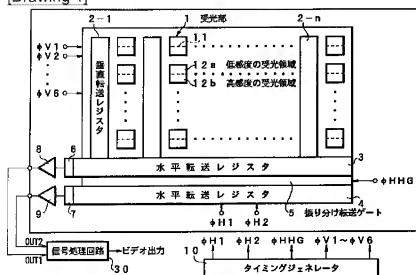 [Drawing 1]
2-1
1 受光部
2-n
φV1
11
φV2
12a 低感度の受光領域
12b 高感度の受光領域
φV6
垂直転送レジスタ
8
6
水平転送レジスタ
3
5
φHHG
水平転送レジスタ
9
7
4
φH1 φH2
振り分け転送ゲート
OUT2
OUT1
信号処理回路
ビデオ出力
30
φH1 φH2 φHHG φV1~φV6
10
タイミングジェネレータ